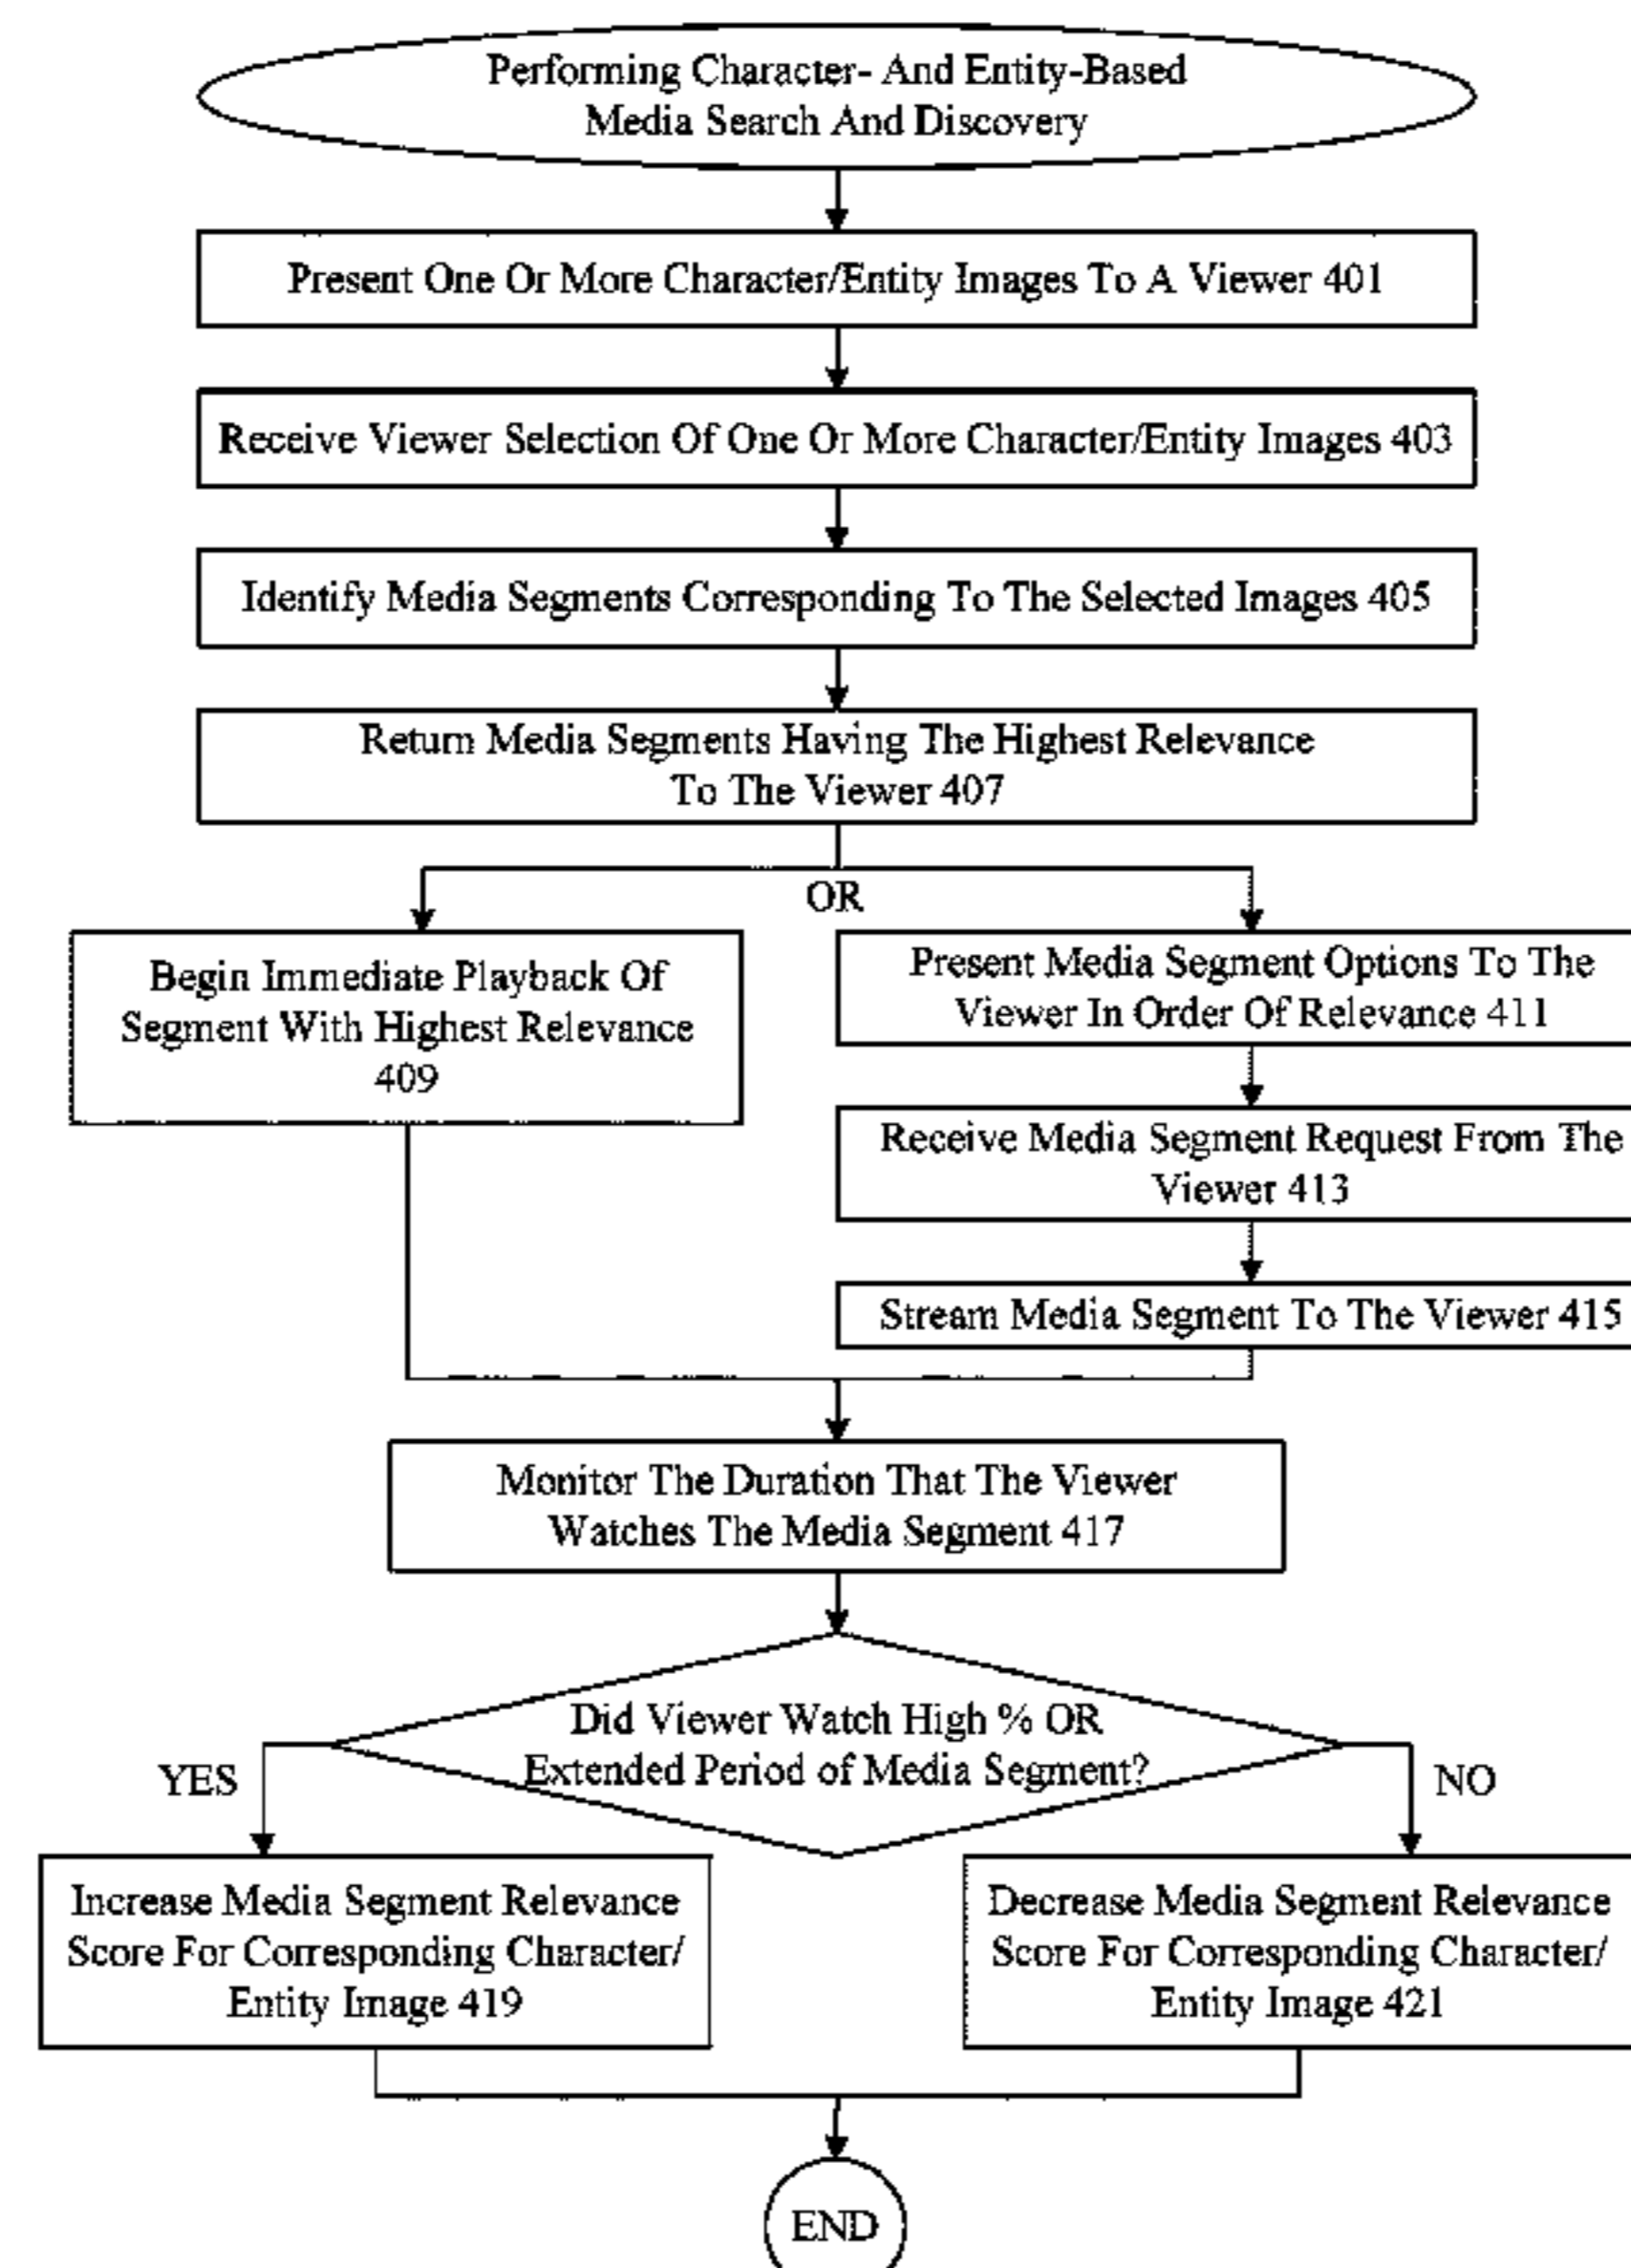 Performing Character- And Entity-Based
Media Search And Discovery
Present One Or More Character/Entity Images To A Viewer 401
Receive Viewer Selection Of One Or More Character/Entity Images 403
Identify Media Segments Corresponding To The Selected Images 405
Return Media Segments Having The Highest Relevance
To The Viewer 407
OR
Begin Immediate Playback Of
Segment With Highest Relevance
409
Present Media Segment Options To The
Viewer In Order Of Relevance 411
Receive Media Segment Request From The
Viewer 413
Stream Media Segment To The Viewer 415
Monitor The Duration That The Viewer
Watches The Media Segment 417
Did Viewer Watch High % OR
Extended Period of Media Segment?
YES
NO
Increase Media Segment Relevance
Score For Corresponding Character/
Entity Image 419
Decrease Media Segment Relevance
Score For Corresponding Character/
Entity Image 421
END